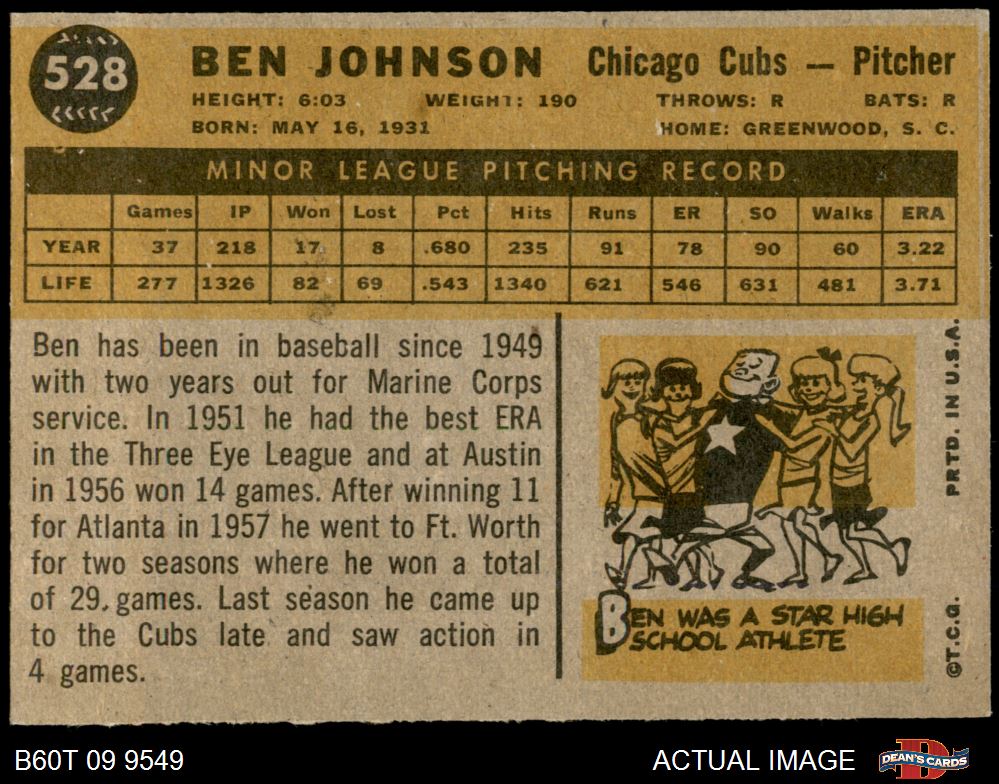 528
BEN JOHNSON Chicago Cubs — Pitcher
HEIGHT: 6:03 WEIGHT: 190 THROWS: R BATS: R
BORN: MAY 16, 1931 HOME: GREENWOOD, S. C.
MINOR LEAGUE PITCHING RECORD
Games IP Won Lost Pct Hits Runs ER SO Walks ERA
YEAR 37 218 17 8 .680 235 91 78 90 60 3.22
LIFE 277 1326 82 69 .543 1340 621 546 631 481 3.71
Ben has been in baseball since 1949
with two years out for Marine Corps
service. In 1951 he had the best ERA
in the Three Eye League and at Austin
in 1956 won 14 games. After winning 11
for Atlanta in 1957 he went to Ft. Worth
for two seasons where he won a total
of 29 games. Last season he came up
to the Cubs late and saw action in
4 games.
BEN WAS A STAR HIGH
SCHOOL ATHLETE
©T.C.G. PRTD. IN U.S.A.
B60T 09 9549 ACTUAL IMAGE
D
DEAN'S CARDS